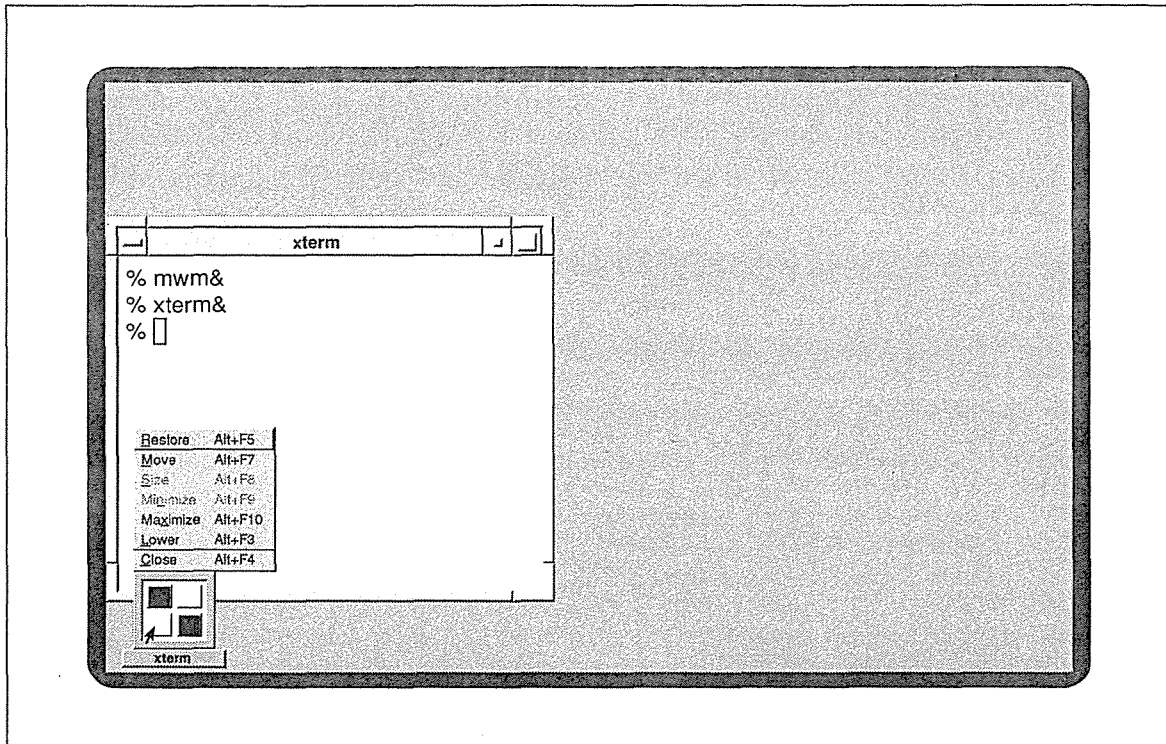 xterm
% mwm&
% xterm&
%
Restore Alt+F5
Move Alt+F7
Size Alt+F8
Minimize Alt+F9
Maximize Alt+F10
Lower Alt+F3
Close Alt+F4
xterm